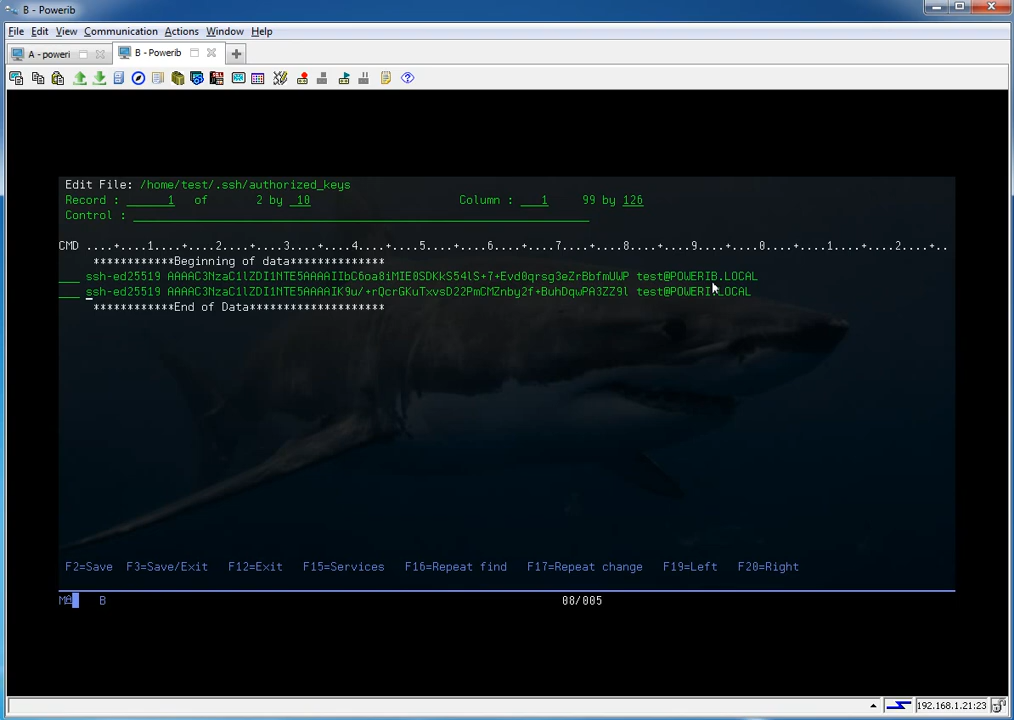 B - Powerib
File Edit View Communication Actions Window Help
A - poweri B - Powerib
Edit File: /home/test/.ssh/authorized_keys
Record : 1 of 2 by 10 Column : 1 99 by 126
Control :
CMD ....+....1....+....2....+....3....+....4....+....5....+....6....+....7....+....8....+....9....+....0....+....1....+....2....+..
************Beginning of data**************
ssh-ed25519 AAAAC3NzaC1lZDI1NTE5AAAAIIbC6oa8iMIE0SDKkS54lS+7+Evd0qrsg3eZrBbfmUWP test@POWERIB.LOCAL
ssh-ed25519 AAAAC3NzaC1lZDI1NTE5AAAAIK9u/+rQcrGKuTxvsD22PmCMZnby2f+BuhDqwPA3ZZ9l test@POWERI.LOCAL
************End of Data********************
F2=Save F3=Save/Exit F12=Exit F15=Services F16=Repeat find F17=Repeat change F19=Left F20=Right
MA B 08/005
192.168.1.21:23